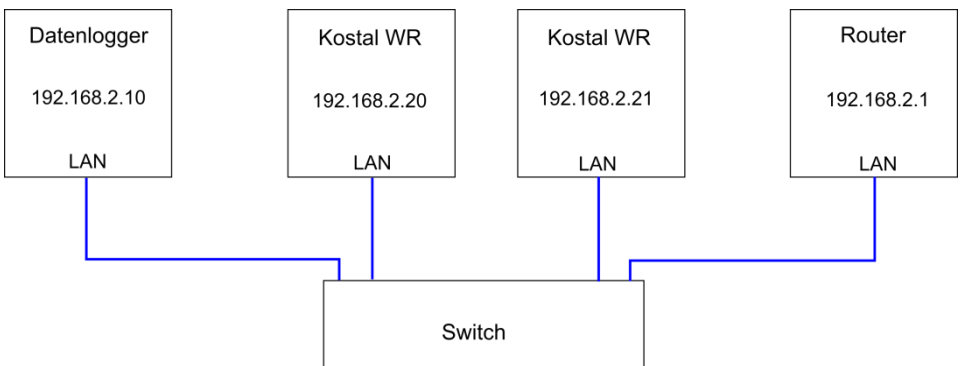 Datenlogger
192.168.2.10
LAN
Kostal WR
192.168.2.20
LAN
Kostal WR
192.168.2.21
LAN
Router
192.168.2.1
LAN
Switch